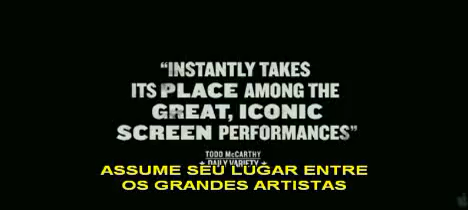 “INSTANTLY TAKES
ITS PLACE AMONG THE
GREAT, ICONIC
SCREEN PERFORMANCES”
TODD McCARTHY
DAILY VARIETY
ASSUME SEU LUGAR ENTRE
OS GRANDES ARTISTAS